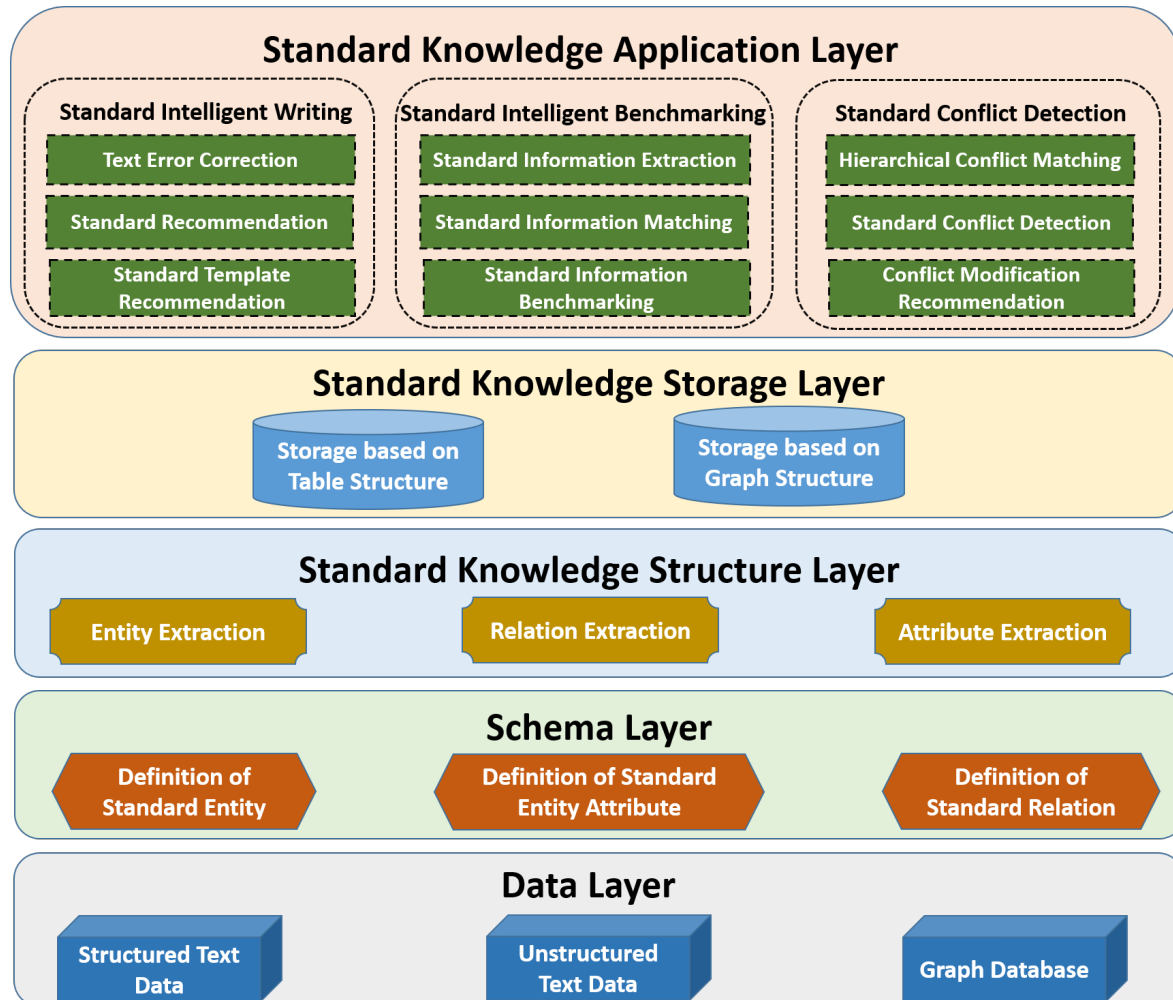 Standard Knowledge Application Layer
Standard Intelligent Writing
Text Error Correction
Standard Recommendation
Standard Template
Recommendation
Standard Intelligent Benchmarking
Standard Information Extraction
Standard Information Matching
Standard Information
Benchmarking
Standard Conflict Detection
Hierarchical Conflict Matching
Standard Conflict Detection
Conflict Modification
Recommendation
Standard Knowledge Storage Layer
Storage based on
Table Structure
Storage based on
Graph Structure
Standard Knowledge Structure Layer
Entity Extraction
Relation Extraction
Attribute Extraction
Schema Layer
Definition of
Standard Entity
Definition of Standard
Entity Attribute
Definition of
Standard Relation
Data Layer
Structured Text
Data
Unstructured
Text Data
Graph Database